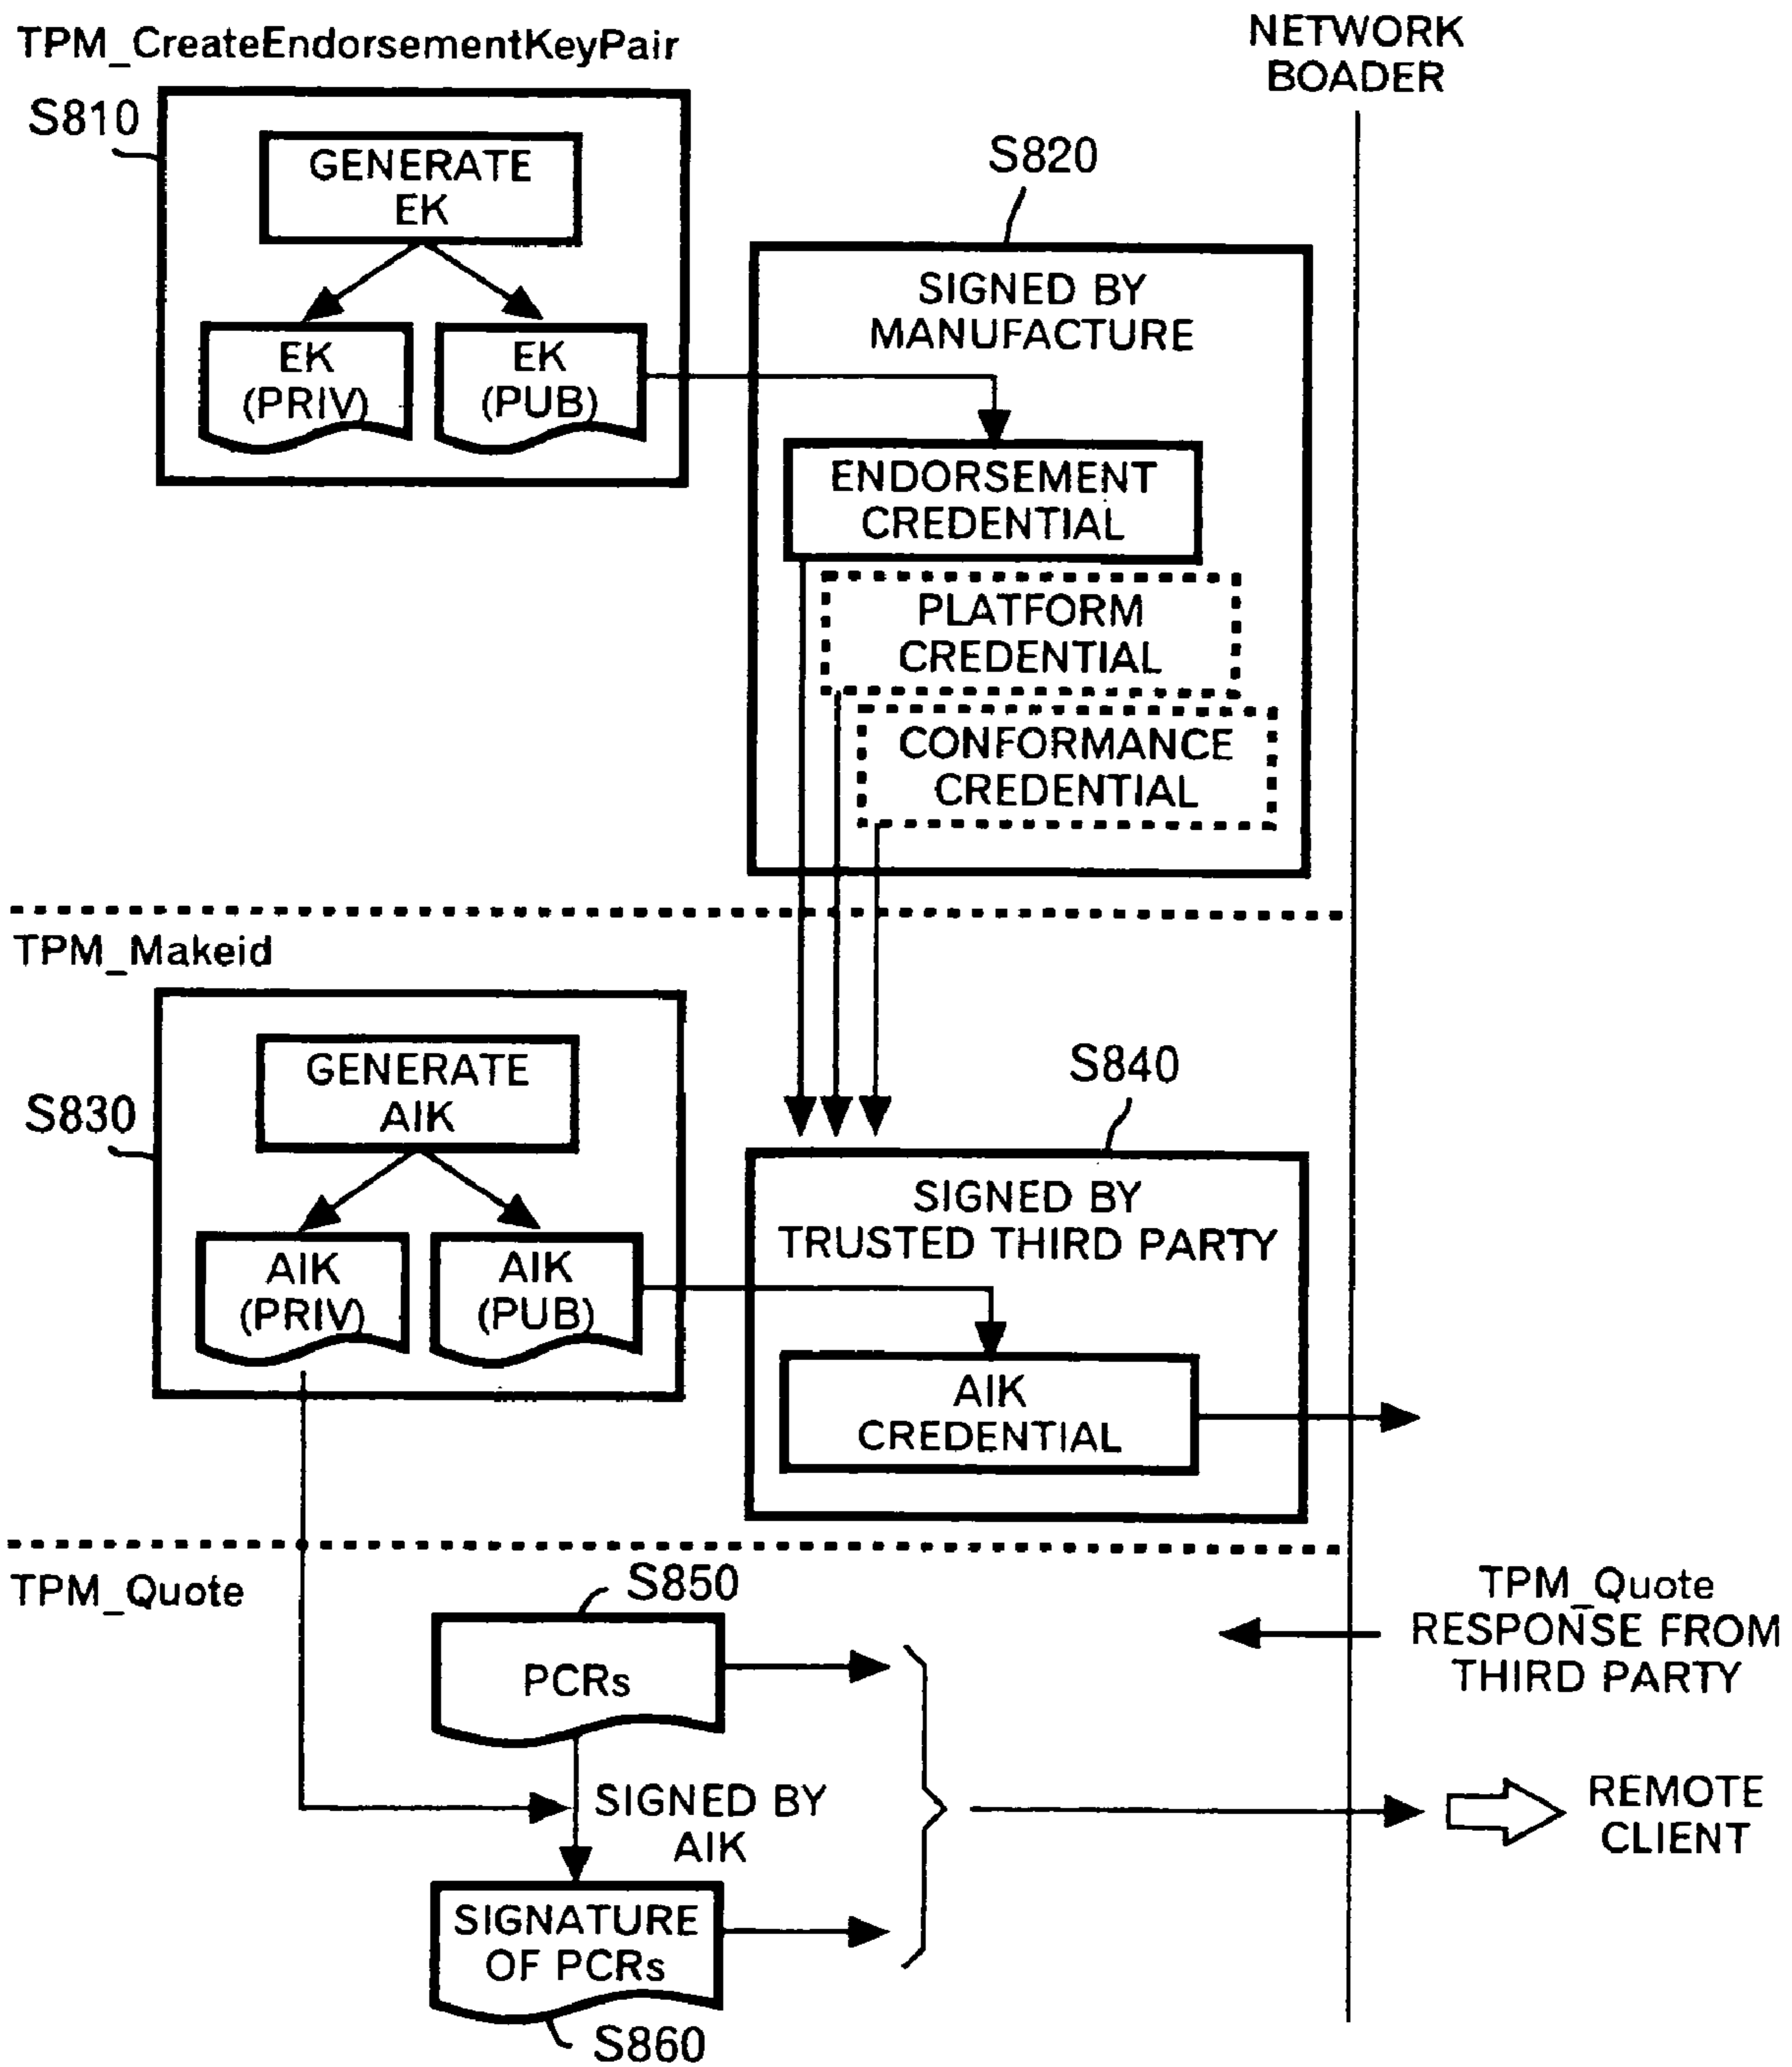 TPM_CreateEndorsementKeyPair
NETWORK
BOADER
S810
GENERATE
EK
EK
(PRIV)
EK
(PUB)
S820
SIGNED BY
MANUFACTURE
ENDORSEMENT
CREDENTIAL
PLATFORM
CREDENTIAL
CONFORMANCE
CREDENTIAL
TPM_Makeid
S830
GENERATE
AIK
AIK
(PRIV)
AIK
(PUB)
S840
SIGNED BY
TRUSTED THIRD PARTY
AIK
CREDENTIAL
TPM_Quote
S850
PCRs
SIGNED BY
AIK
SIGNATURE
OF PCRs
S860
TPM_Quote
RESPONSE FROM
THIRD PARTY
REMOTE
CLIENT